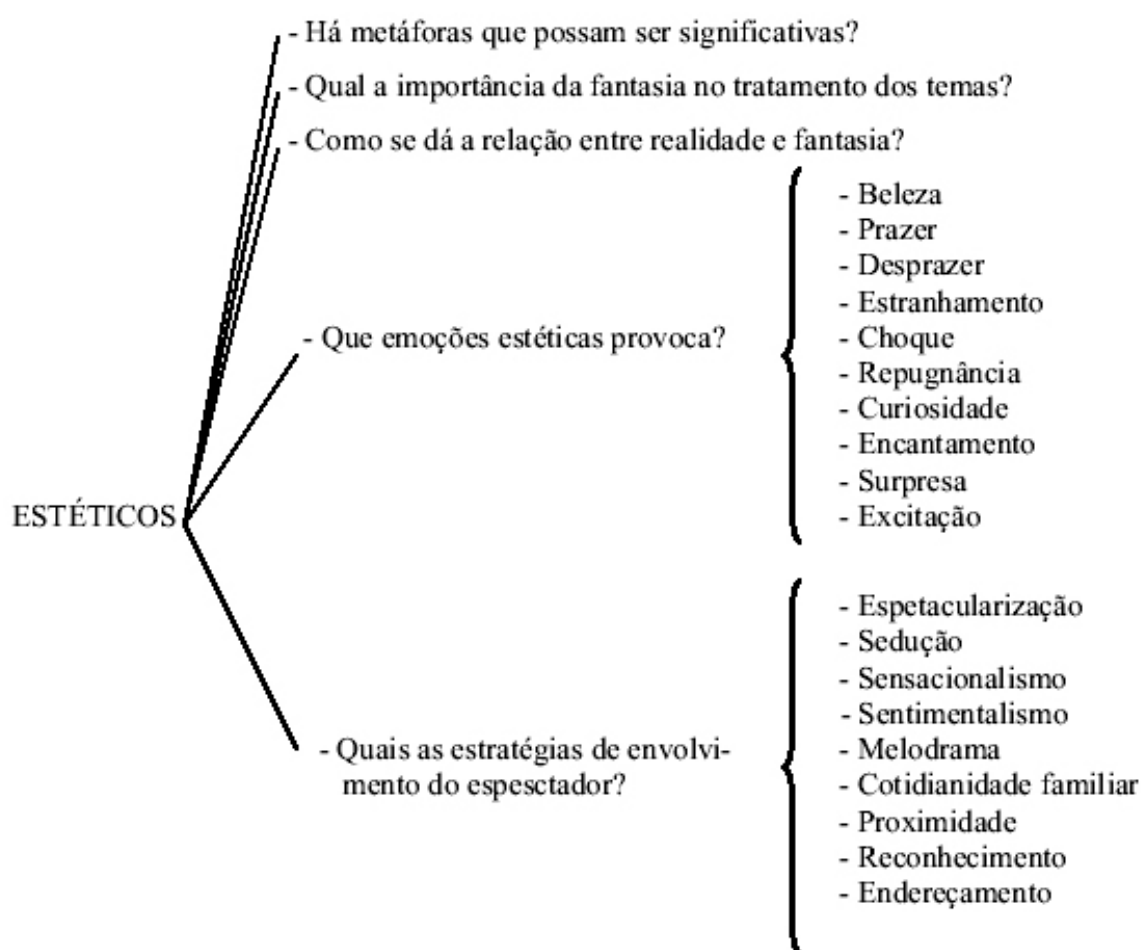 - Há metáforas que possam ser significativas?
- Qual a importância da fantasia no tratamento dos temas?
- Como se dá a relação entre realidade e fantasia?
- Que emoções estéticas provoca?
- Beleza
- Prazer
- Desprazer
- Estranhamento
- Choque
- Repugnância
- Curiosidade
- Encantamento
- Surpresa
- Excitação
ESTÉTICOS
- Quais as estratégias de envolvi-
mento do espesctador?
- Espetacularização
- Sedução
- Sensacionalismo
- Sentimentalismo
- Melodrama
- Cotidianidade familiar
- Proximidade
- Reconhecimento
- Endereçamento